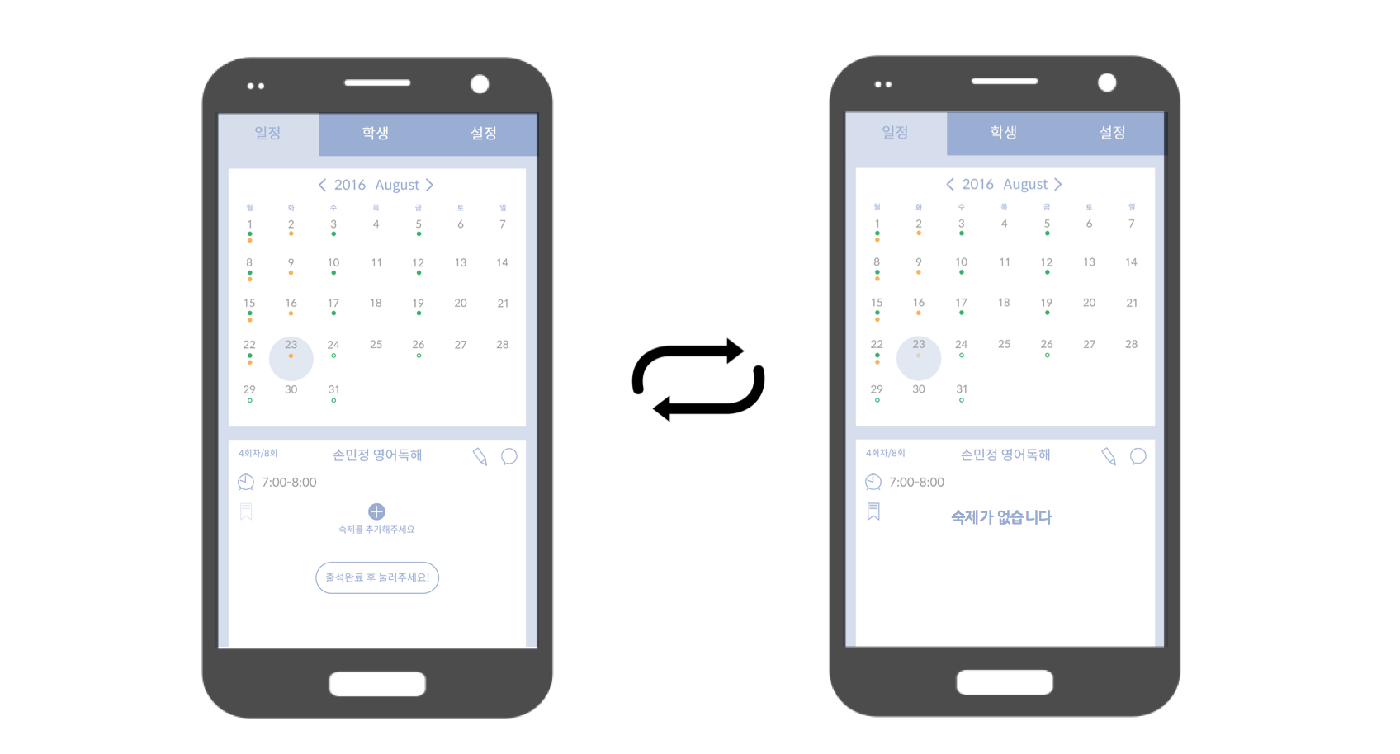 일정 학생 설정
2016 August
월 화 수 목 금 토 일
1 2 3 4 5 6 7
8 9 10 11 12 13 14
15 16 17 18 19 20 21
22 23 24 25 26 27 28
29 30 31
4회차/8회 손민정 영어독해
7:00-8:00
숙제를 추가해주세요
출석완료 후 눌러주세요!
일정 학생 설정
2016 August
월 화 수 목 금 토 일
1 2 3 4 5 6 7
8 9 10 11 12 13 14
15 16 17 18 19 20 21
22 23 24 25 26 27 28
29 30 31
4회차/8회 손민정 영어독해
7:00-8:00
숙제가 없습니다